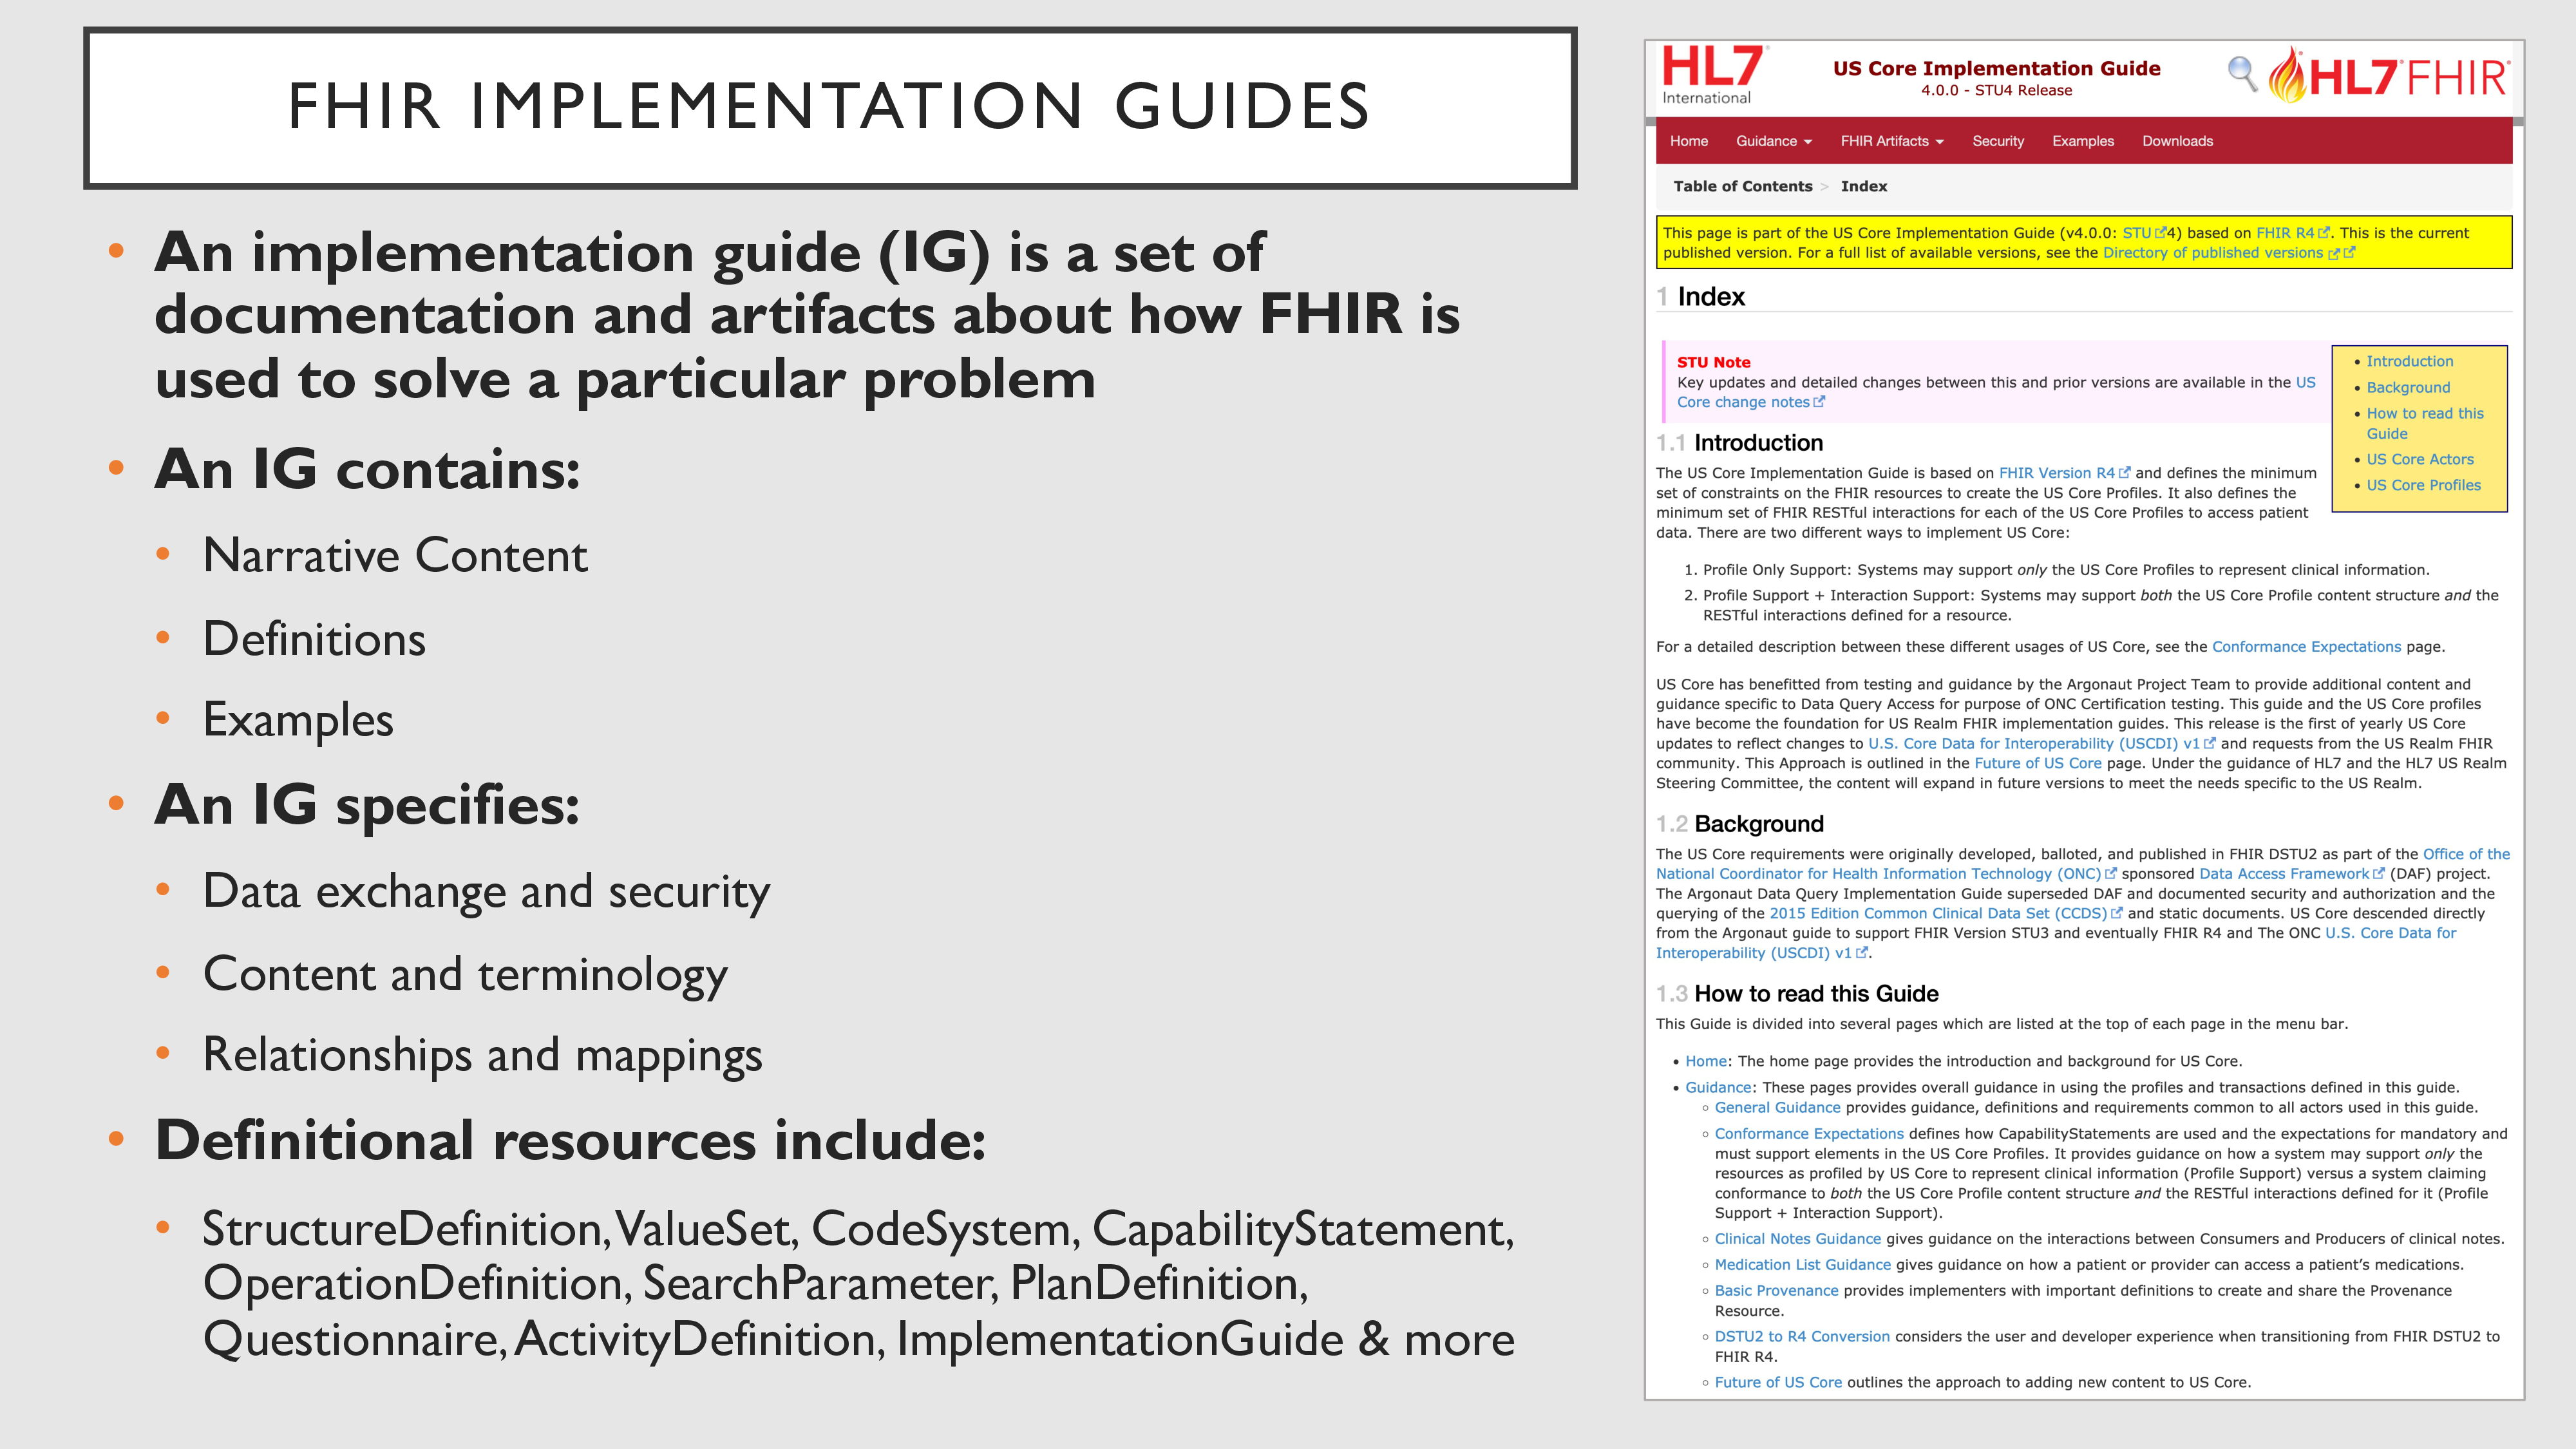 FHIR IMPLEMENTATION GUIDES
• An implementation guide (IG) is a set of
documentation and artifacts about how FHIR is
used to solve a particular problem
• An IG contains:
• Narrative Content
• Definitions
• Examples
• An IG specifies:
• Data exchange and security
• Content and terminology
• Relationships and mappings
• Definitional resources include:
• StructureDefinition, ValueSet, CodeSystem, CapabilityStatement,
OperationDefinition, SearchParameter, PlanDefinition,
Questionnaire, ActivityDefinition, ImplementationGuide & more
HL7®
International
US Core Implementation Guide
4.0.0 - STU4 Release
HL7® FHIR®
Home Guidance FHIR Artifacts Security Examples Downloads
Table of Contents > Index
This page is part of the US Core Implementation Guide (v4.0.0: STU 4) based on FHIR R4 . This is the current
published version. For a full list of available versions, see the Directory of published versions
1 Index
STU Note
Key updates and detailed changes between this and prior versions are available in the US
Core change notes
• Introduction
• Background
• How to read this
Guide
• US Core Actors
• US Core Profiles
1.1 Introduction
The US Core Implementation Guide is based on FHIR Version R4 and defines the minimum
set of constraints on the FHIR resources to create the US Core Profiles. It also defines the
minimum set of FHIR RESTful interactions for each of the US Core Profiles to access patient
data. There are two different ways to implement US Core:
1. Profile Only Support: Systems may support only the US Core Profiles to represent clinical information.
2. Profile Support + Interaction Support: Systems may support both the US Core Profile content structure and the
RESTful interactions defined for a resource.
For a detailed description between these different usages of US Core, see the Conformance Expectations page.
US Core has benefitted from testing and guidance by the Argonaut Project Team to provide additional content and
guidance specific to Data Query Access for purpose of ONC Certification testing. This guide and the US Core profiles
have become the foundation for US Realm FHIR implementation guides. This release is the first of yearly US Core
updates to reflect changes to U.S. Core Data for Interoperability (USCDI) v1 and requests from the US Realm FHIR
community. This Approach is outlined in the Future of US Core page. Under the guidance of HL7 and the HL7 US Realm
Steering Committee, the content will expand in future versions to meet the needs specific to the US Realm.
1.2 Background
The US Core requirements were originally developed, balloted, and published in FHIR DSTU2 as part of the Office of the
National Coordinator for Health Information Technology (ONC) sponsored Data Access Framework (DAF) project.
The Argonaut Data Query Implementation Guide superseded DAF and documented security and authorization and the
querying of the 2015 Edition Common Clinical Data Set (CCDS) and static documents. US Core descended directly
from the Argonaut guide to support FHIR Version STU3 and eventually FHIR R4 and The ONC U.S. Core Data for
Interoperability (USCDI) v1 .
1.3 How to read this Guide
This Guide is divided into several pages which are listed at the top of each page in the menu bar.
• Home: The home page provides the introduction and background for US Core.
• Guidance: These pages provides overall guidance in using the profiles and transactions defined in this guide.
◦ General Guidance provides guidance, definitions and requirements common to all actors used in this guide.
◦ Conformance Expectations defines how CapabilityStatements are used and the expectations for mandatory and
must support elements in the US Core Profiles. It provides guidance on how a system may support only the
resources as profiled by US Core to represent clinical information (Profile Support) versus a system claiming
conformance to both the US Core Profile content structure and the RESTful interactions defined for it (Profile
Support + Interaction Support).
◦ Clinical Notes Guidance gives guidance on the interactions between Consumers and Producers of clinical notes.
◦ Medication List Guidance gives guidance on how a patient or provider can access a patient's medications.
◦ Basic Provenance provides implementers with important definitions to create and share the Provenance
Resource.
◦ DSTU2 to R4 Conversion considers the user and developer experience when transitioning from FHIR DSTU2 to
FHIR R4.
◦ Future of US Core outlines the approach to adding new content to US Core.